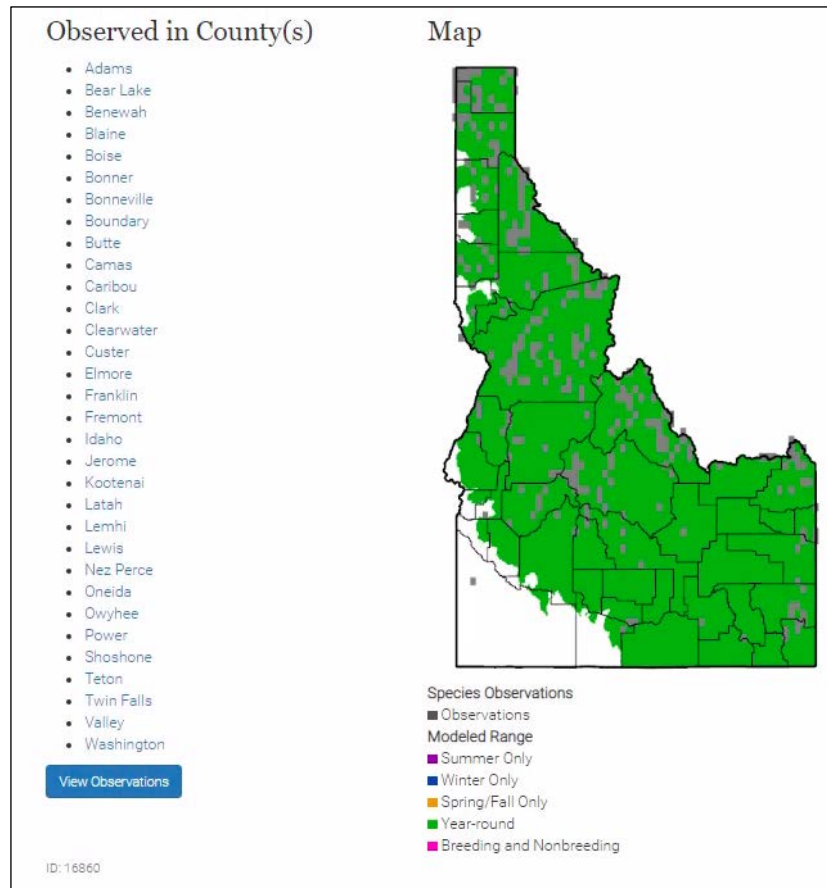 Observed in County(s)
Adams
Bear Lake
Benewah
Blaine
Boise
Bonner
Bonneville
Boundary
Butte
Camas
Caribou
Clark
Clearwater
Custer
Elmore
Franklin
Fremont
Idaho
Jerome
Kootenai
Latah
Lemhi
Lewis
Nez Perce
Oneida
Owyhee
Power
Shoshone
Teton
Twin Falls
Valley
Washington
View Observations
ID: 16860
Map
Species Observations
Observations
Modeled Range
Summer Only
Winter Only
Spring/Fall Only
Year-round
Breeding and Nonbreeding